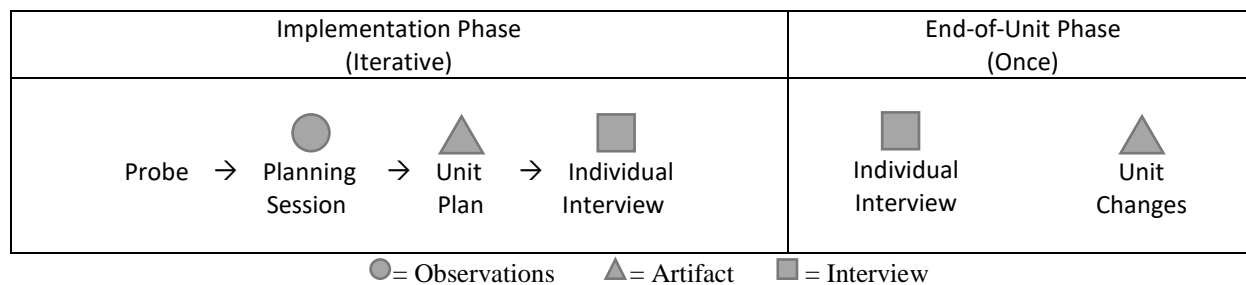 Implementation Phase
(Iterative)
End-of-Unit Phase
(Once)
Probe → Planning Session → Unit Plan → Individual Interview
Individual Interview
Unit Changes
= Observations = Artifact = Interview